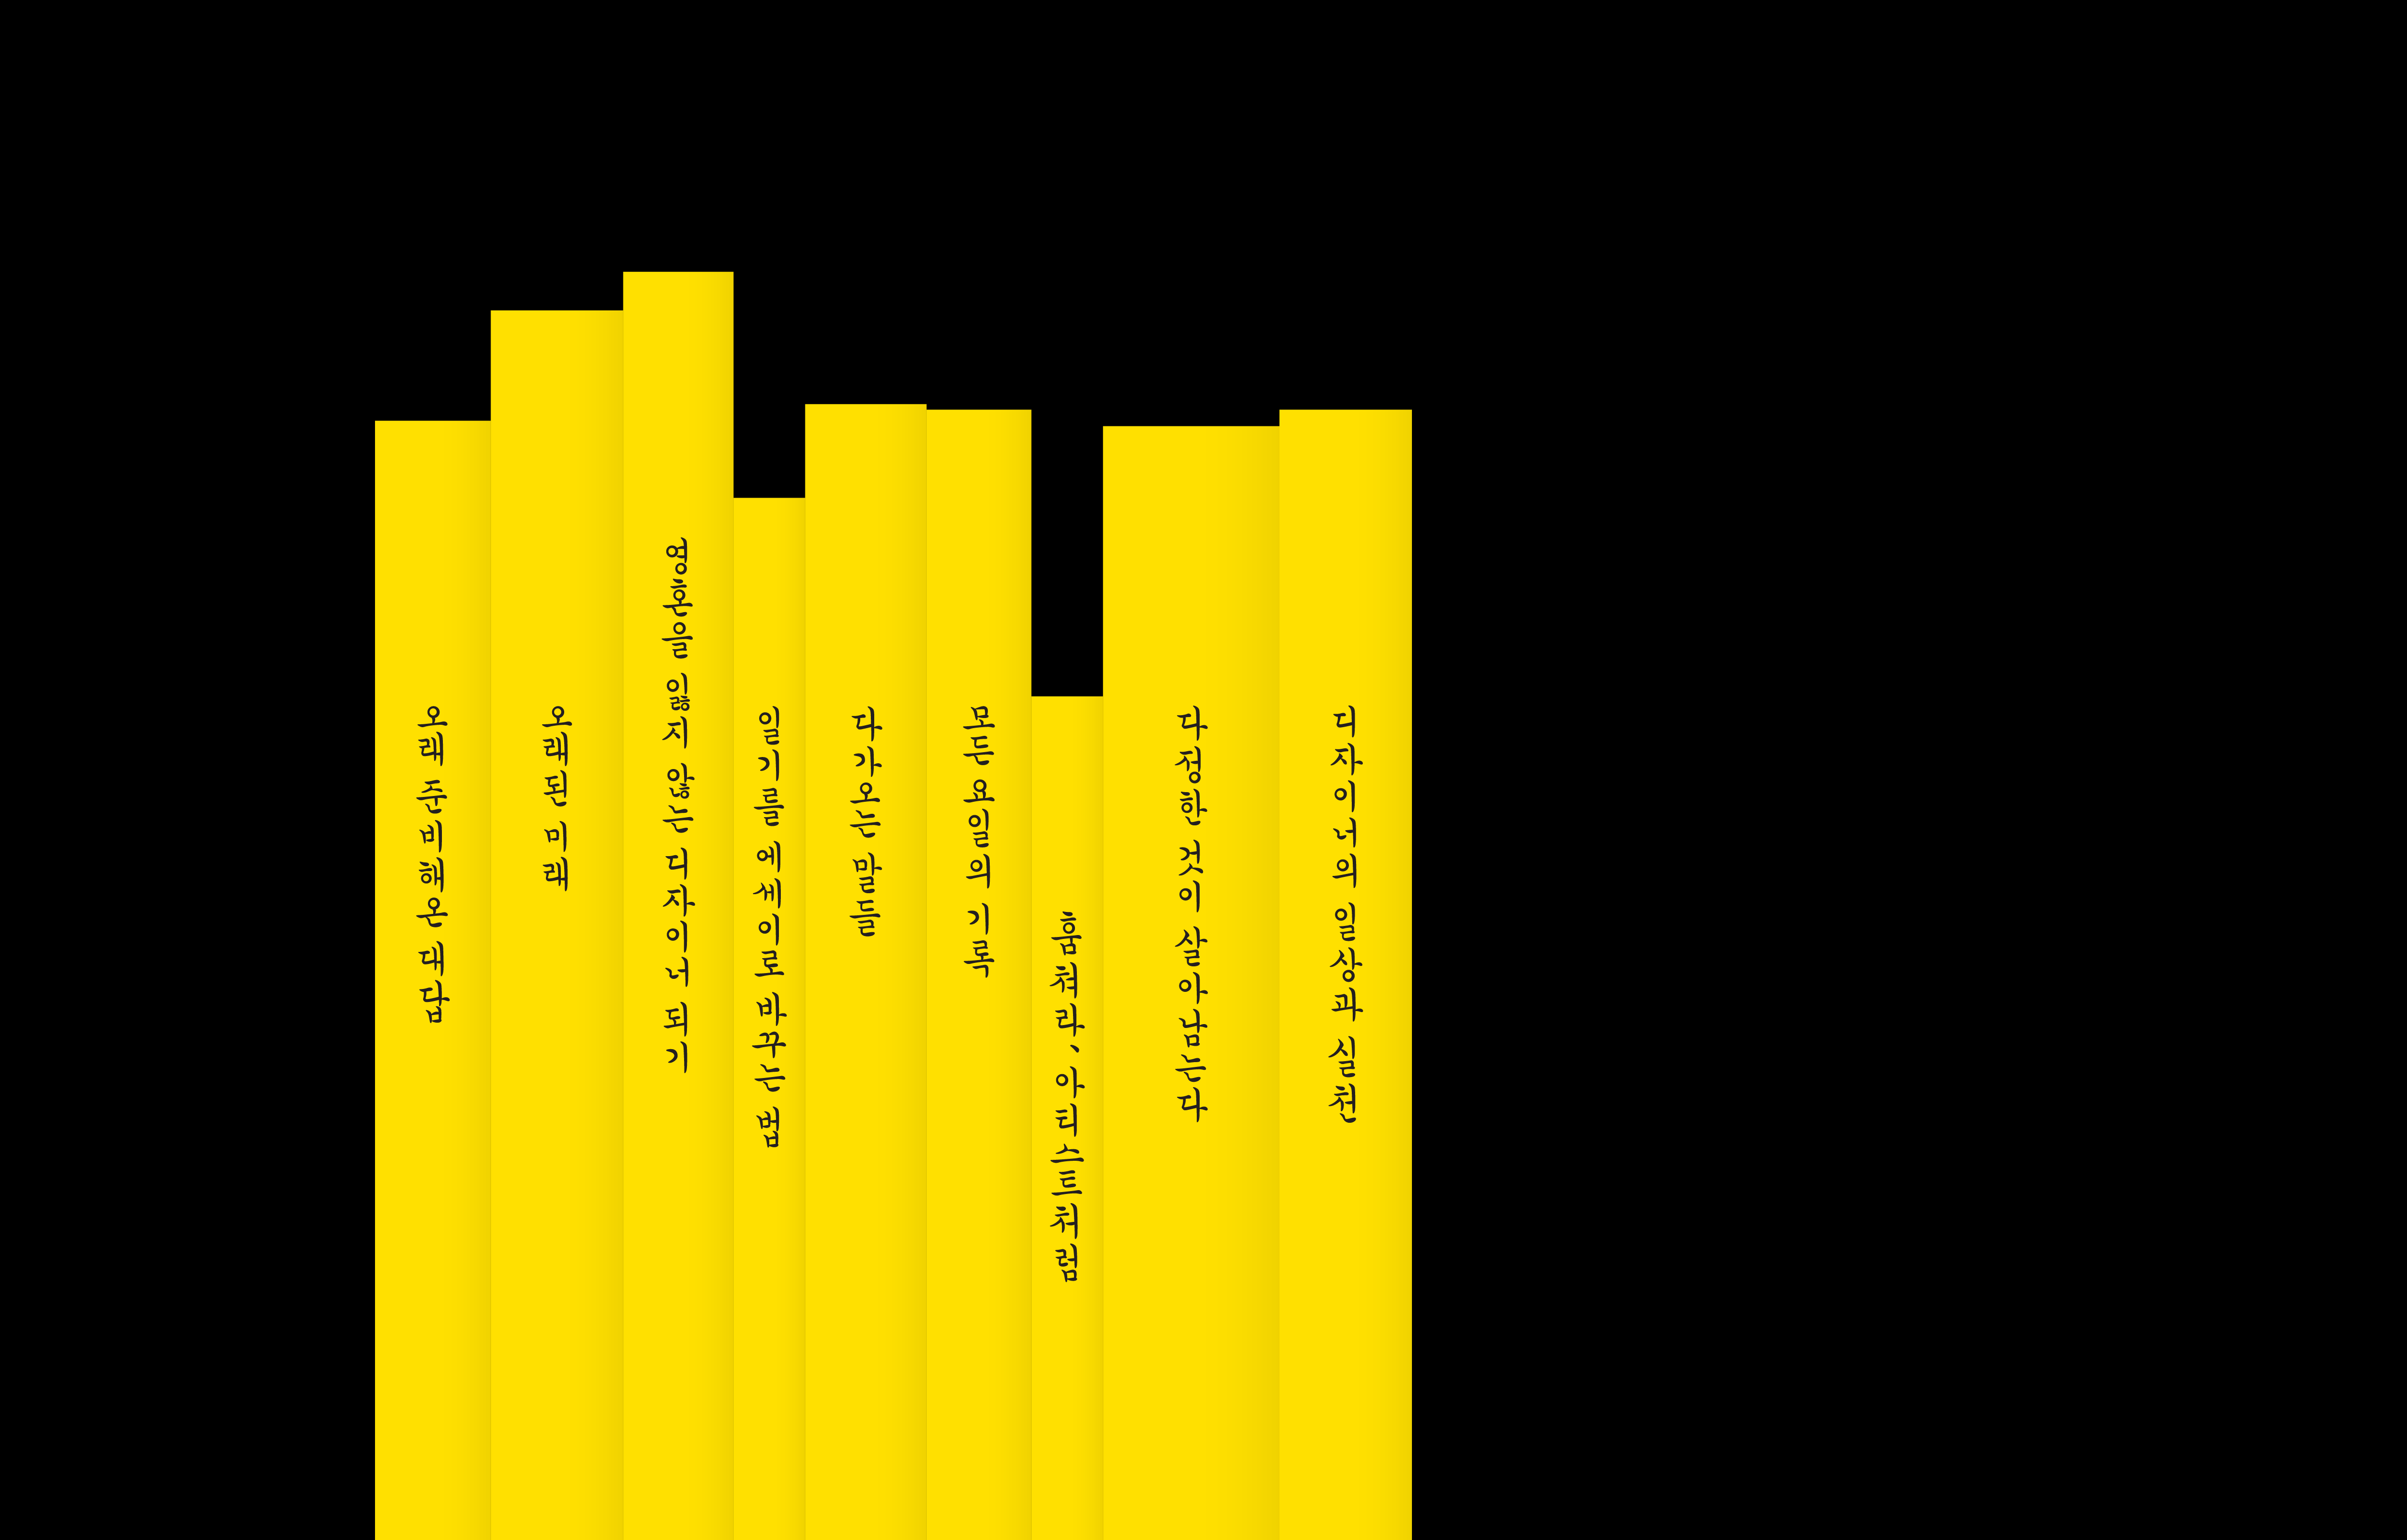 오래 준비해온 대답
오래된 미래
영혼을 잃지 않는 디자이너 되기
일기를 에세이로 바꾸는 법
다가오는 말들
모든 요일의 기록
훔쳐라, 아티스트처럼
다정한 것이 살아남는다
디자이너의 일상과 실천